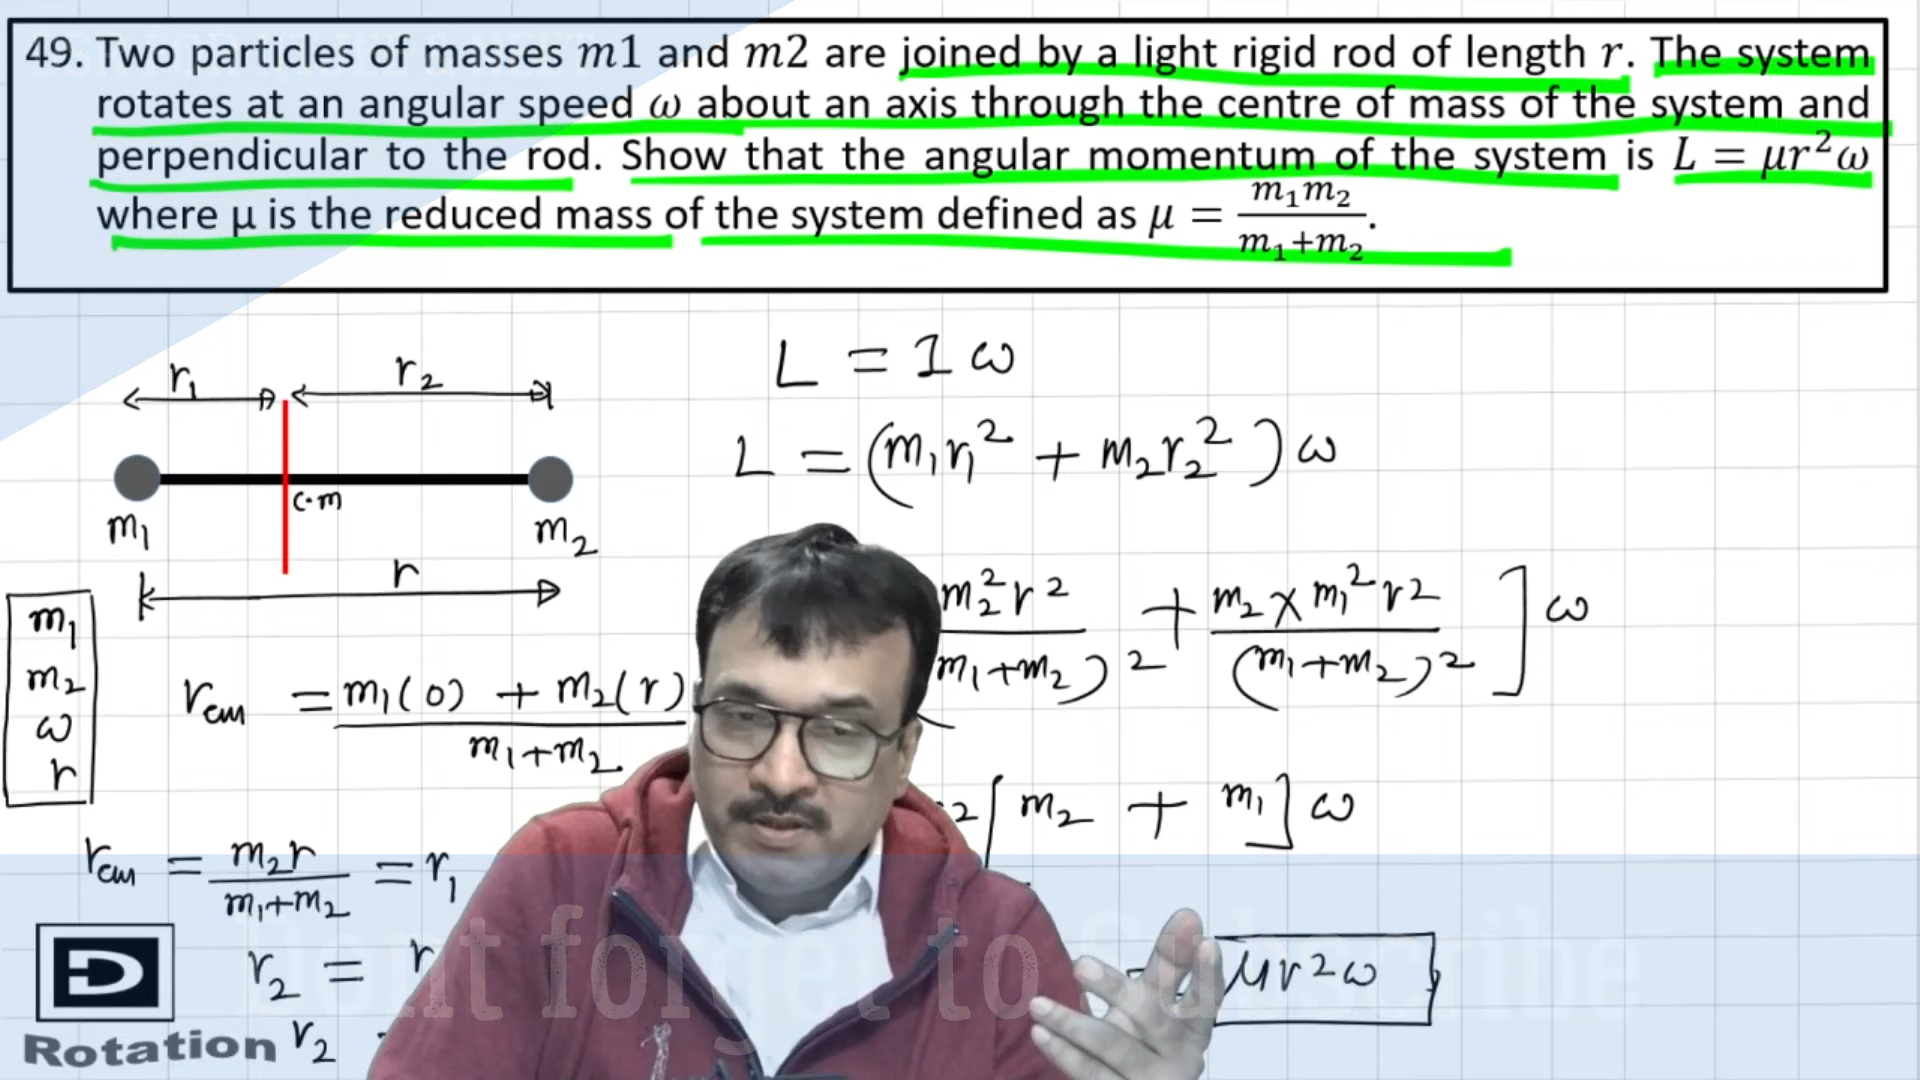 49. Two particles of masses m1 and m2 are joined by a light rigid rod of length r. The system
rotates at an angular speed ω about an axis through the centre of mass of the system and
perpendicular to the rod. Show that the angular momentum of the system is L = μr²ω
where μ is the reduced mass of the system defined as μ = m₁m₂/m₁+m₂.
r₁ r₂
c.m
m₁ m₂
r
m₁
m₂
ω
r
r_cm = m₁(0) + m₂(r)/m₁+m₂
r_cm = m₂r/m₁+m₂ = r₁
r₂ = r
r₂
L = I ω
L = (m₁r₁² + m₂r₂²) ω
m₂²r²/m₁+m₂)² + m₂ × m₁²r²/(m₁+m₂)² ] ω
2 [ m₂ + m₁ ] ω
μr²ω
D
Rotation
Dont forget to Subscribe